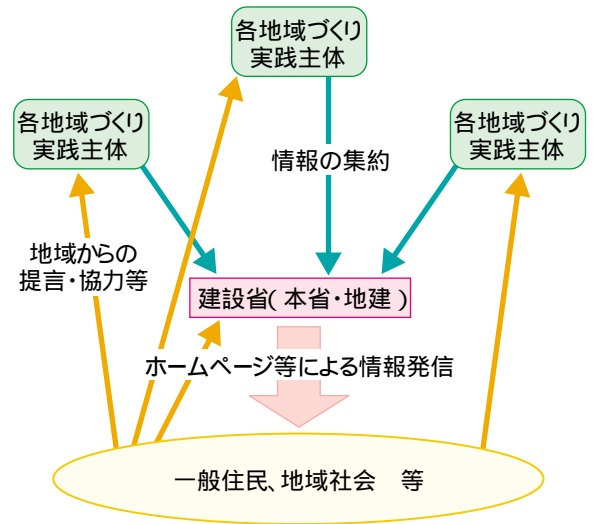 各地域づくり
実践主体
各地域づくり
実践主体
各地域づくり
実践主体
情報の集約
地域からの
提言・協力等
建設省(本省・地建)
ホームページ等による情報発信
一般住民、地域社会　等